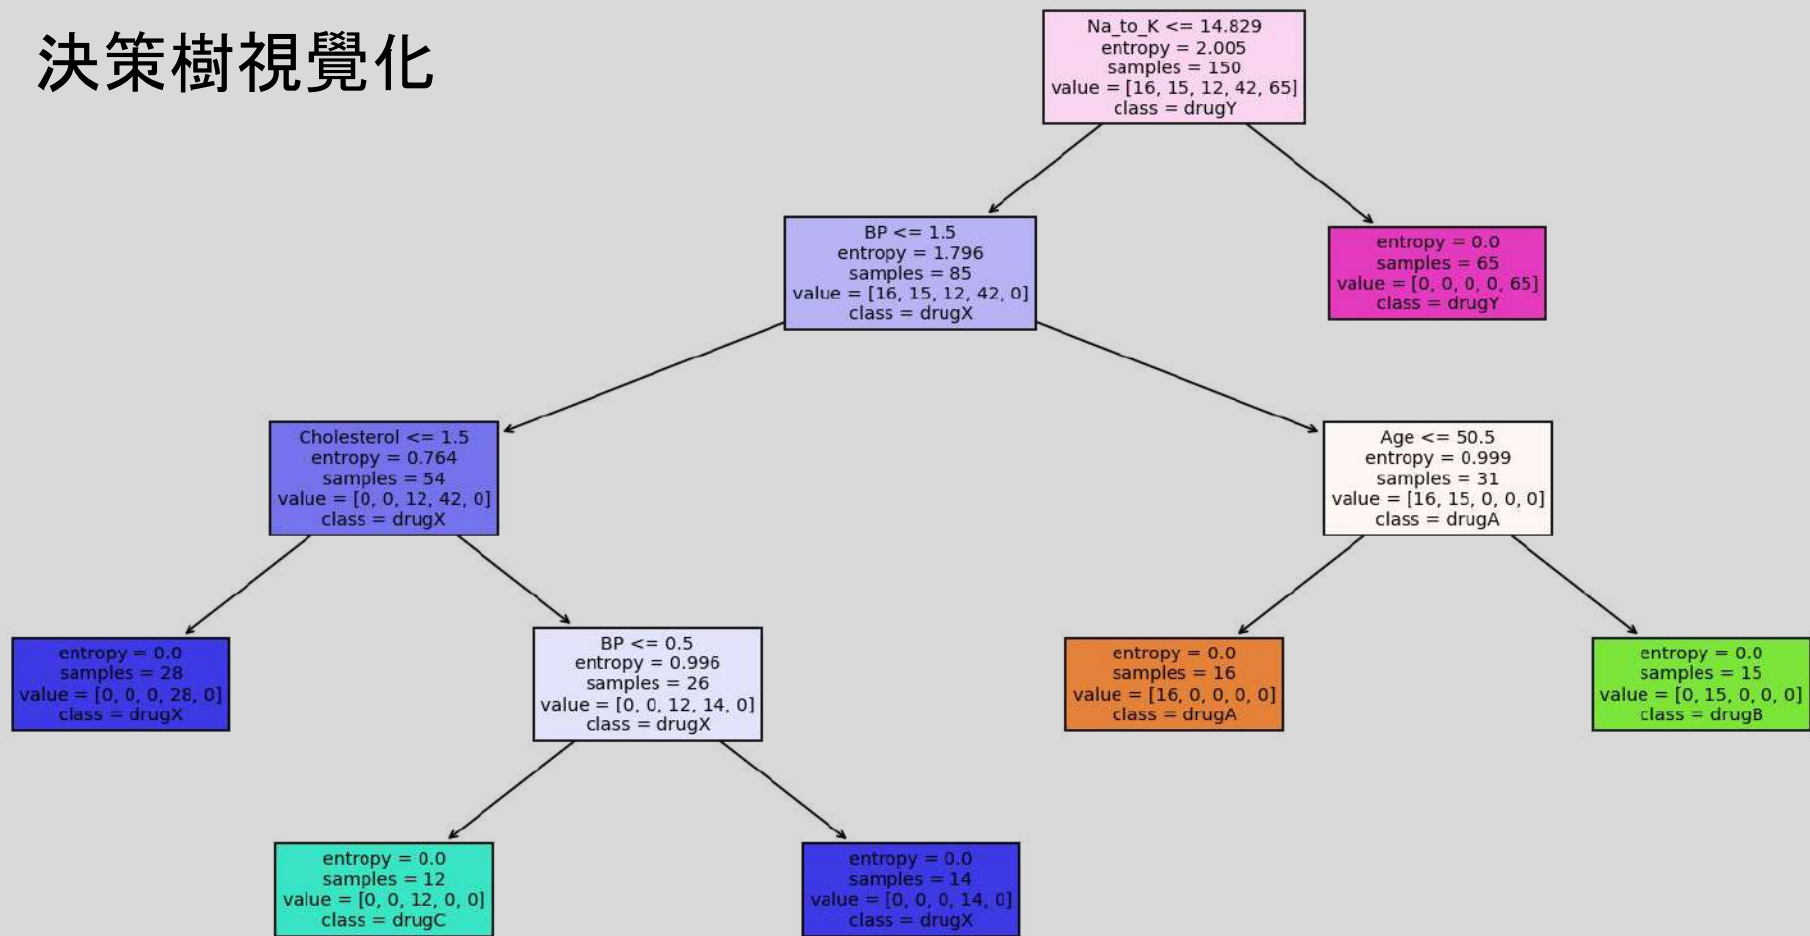 決策樹視覺化
Na_to_K <= 14.829
entropy = 2.005
samples = 150
value = [16, 15, 12, 42, 65]
class = drugY
BP <= 1.5
entropy = 1.796
samples = 85
value = [16, 15, 12, 42, 0]
class = drugX
entropy = 0.0
samples = 65
value = [0, 0, 0, 0, 65]
class = drugY
Cholesterol <= 1.5
entropy = 0.764
samples = 54
value = [0, 0, 12, 42, 0]
class = drugX
Age <= 50.5
entropy = 0.999
samples = 31
value = [16, 15, 0, 0, 0]
class = drugA
entropy = 0.0
samples = 28
value = [0, 0, 0, 28, 0]
class = drugX
BP <= 0.5
entropy = 0.996
samples = 26
value = [0, 0, 12, 14, 0]
class = drugX
entropy = 0.0
samples = 16
value = [16, 0, 0, 0, 0]
class = drugA
entropy = 0.0
samples = 15
value = [0, 15, 0, 0, 0]
class = drugB
entropy = 0.0
samples = 12
value = [0, 0, 12, 0, 0]
class = drugC
entropy = 0.0
samples = 14
value = [0, 0, 0, 14, 0]
class = drugX